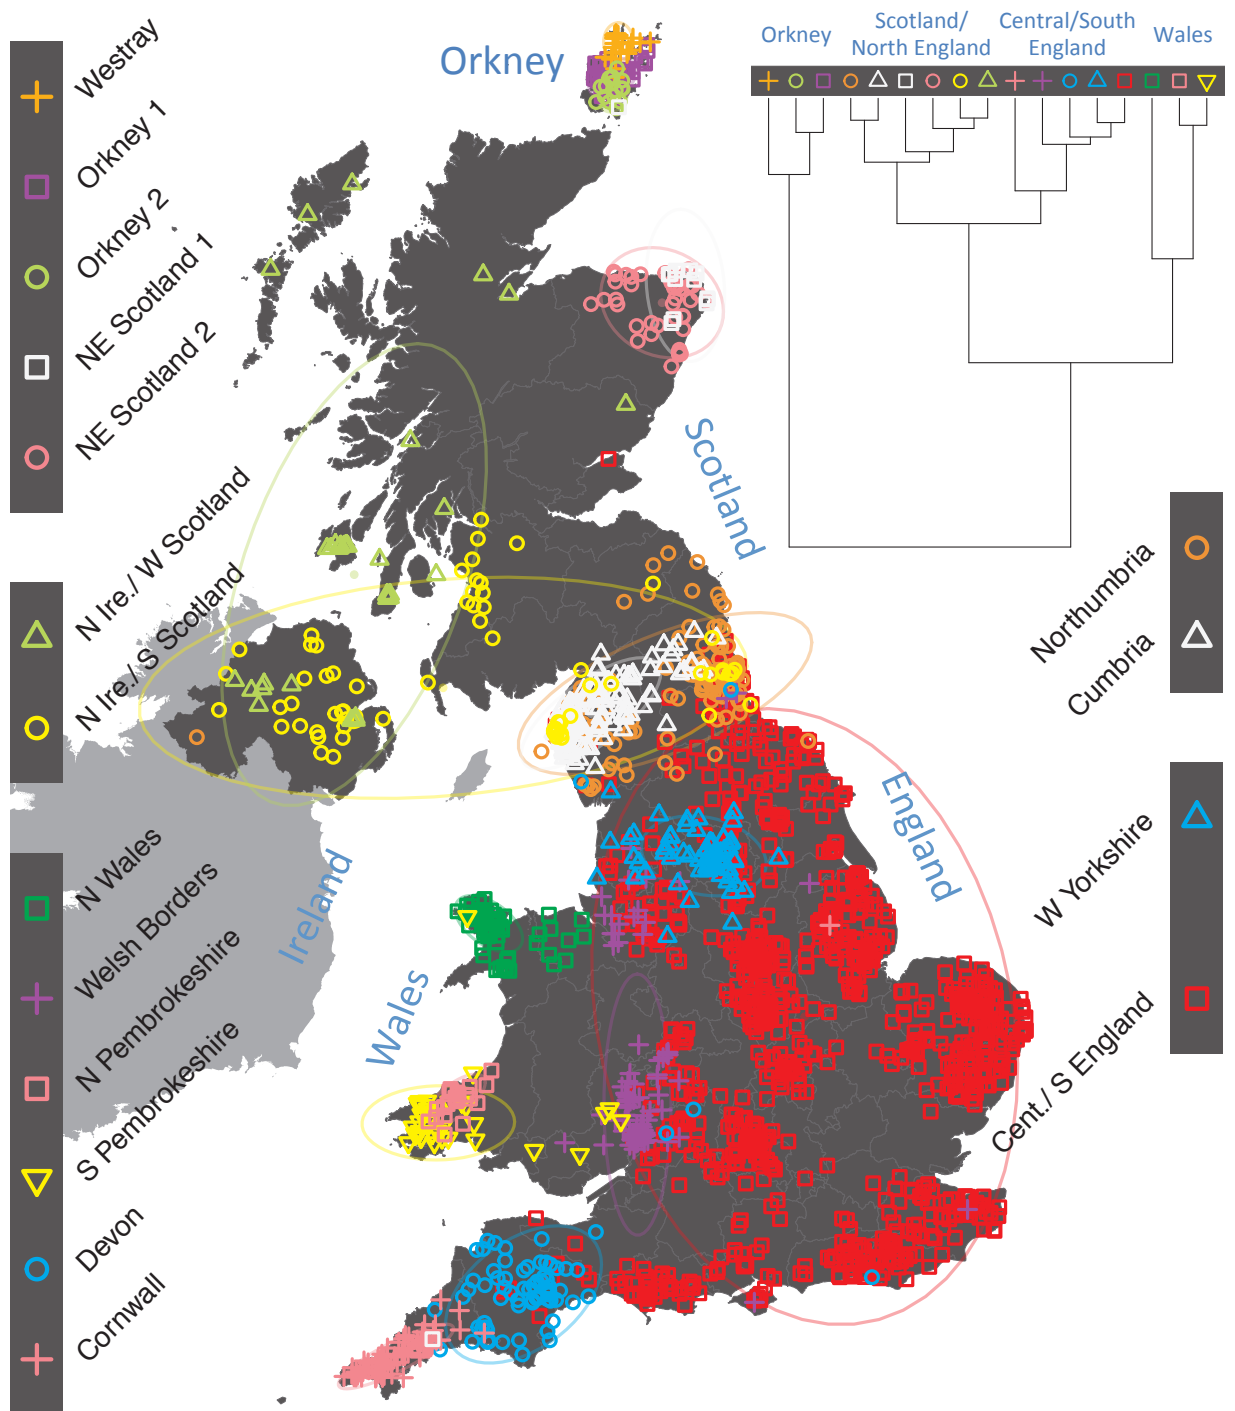 Orkney
Scotland/
North England
Central/South
England
Wales
Orkney
Westray
Orkney 1
Orkney 2
NE Scotland 1
NE Scotland 2
Scotland
N Ire./ W Scotland
N Ire./ S Scotland
Northumbria
Cumbria
England
W Yorkshire
Cent./ S England
Ireland
Wales
N Wales
Welsh Borders
N Pembrokeshire
S Pembrokeshire
Devon
Cornwall